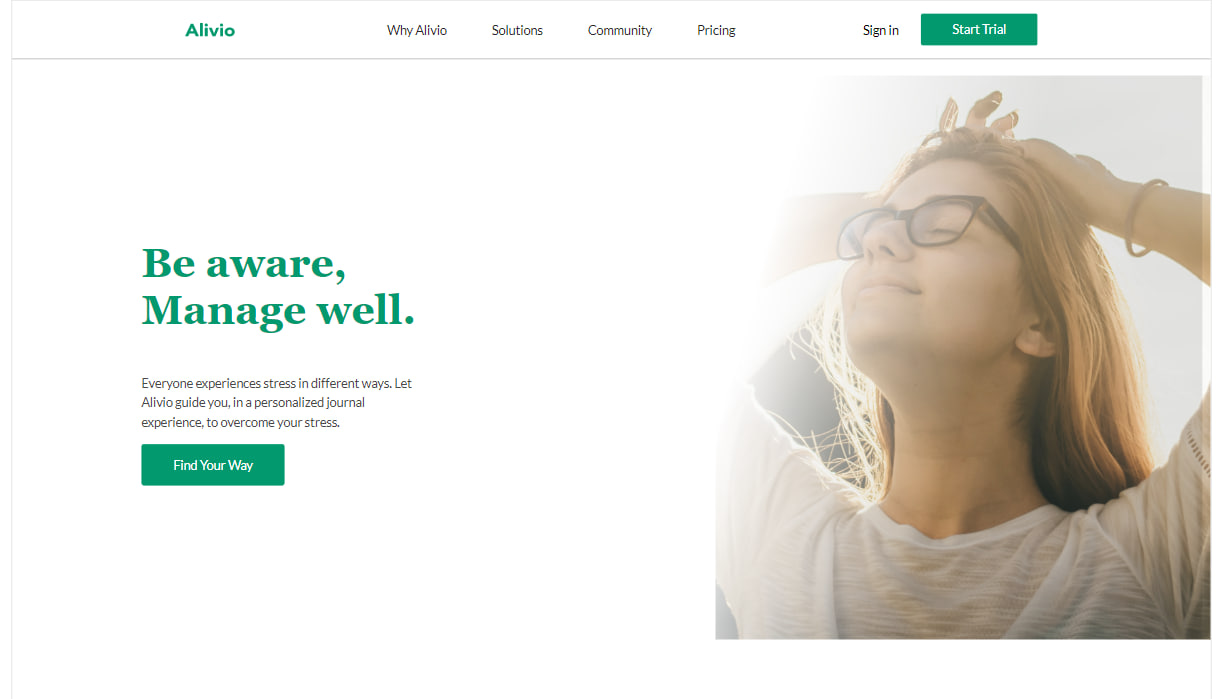 Alivio
Why Alivio
Solutions
Community
Pricing
Sign in
Start Trial
Be aware,
Manage well.
Everyone experiences stress in different ways. Let
Alivio guide you, in a personalized journal
experience, to overcome your stress.
Find Your Way